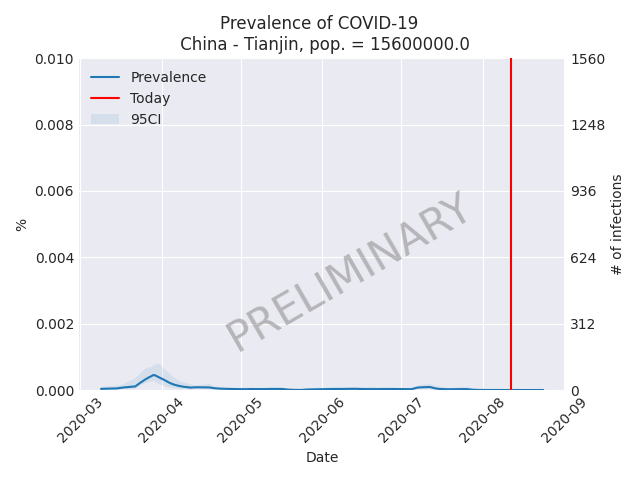 Prevalence of COVID-19
China - Tianjin, pop. = 15600000.0
0.010
0.008
0.006
0.004
0.002
0.000
%
Prevalence
Today
95CI
PRELIMINARY
1560
1248
936
624
312
0
# of infections
2020-03
2020-04
2020-05
2020-06
2020-07
2020-08
2020-09
Date